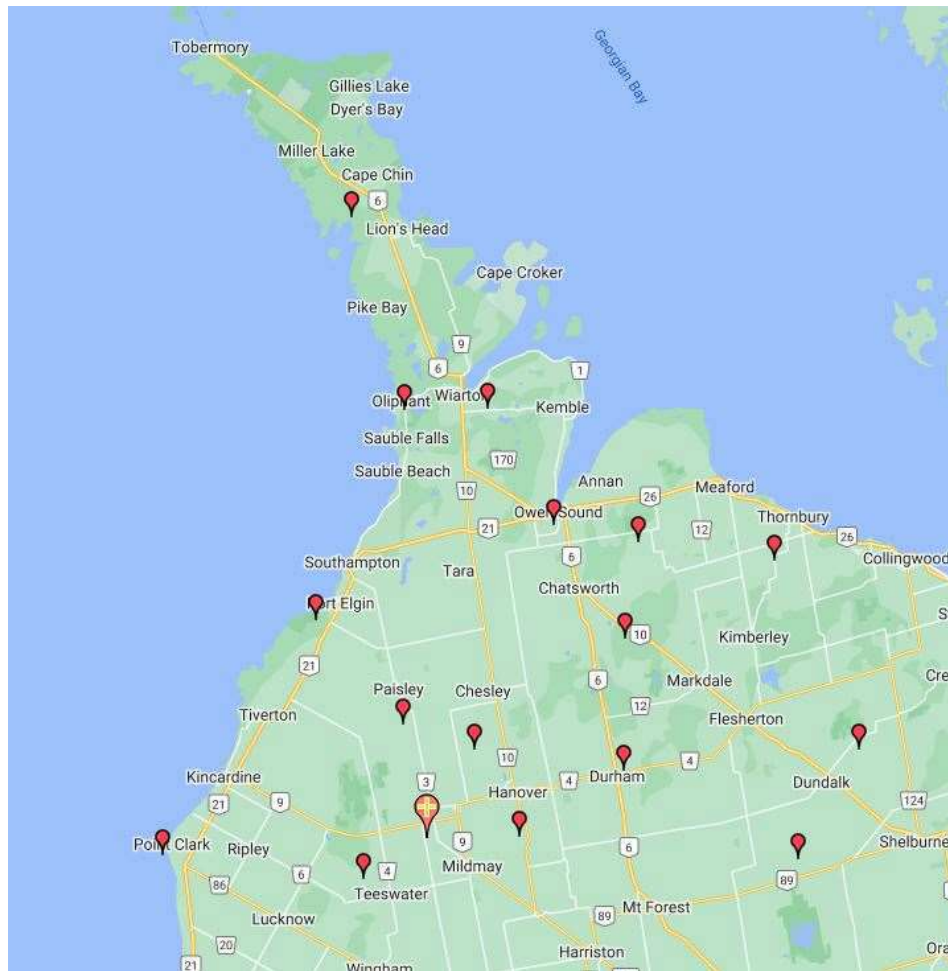 Tobermory
Georgian Bay
Gillies Lake
Dyer's Bay
Miller Lake
Cape Chin
6
Lion's Head
Cape Croker
Pike Bay
9
6
1
Oliphant
Wiarton
Kemble
Sauble Falls
170
Sauble Beach
Annan
10
26
Meaford
Owen Sound
Thornbury
21
12
26
6
Collingwood
Southampton
Tara
Chatsworth
Port Elgin
10
Kimberley
21
Paisley
Chesley
6
Markdale
Cre
Tiverton
12
Flesherton
10
4
Kincardine
3
4
Durham
Dundalk
21
9
Hanover
124
Point Clark
Ripley
9
6
Shelburne
Mildmay
86
6
4
89
Teeswater
Lucknow
89
Mt Forest
20
Harriston
Ora
21
Wingham